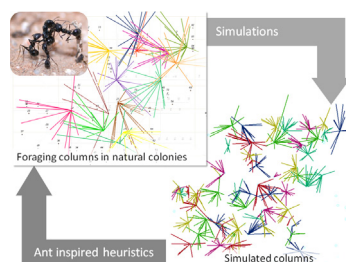 Simulations
Foraging columns in natural colonies
Ant inspired heuristics
Simulated columns